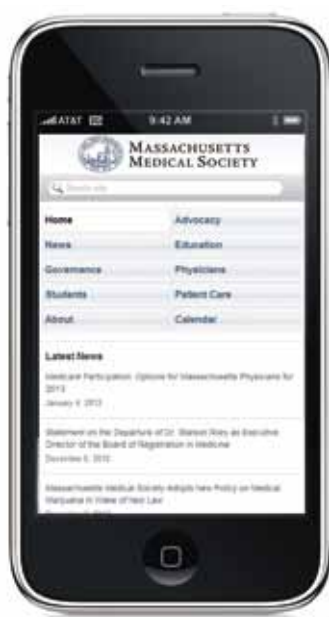 AT&T 9:42 AM
MASSACHUSETTS
MEDICAL SOCIETY
Search site
Home Advocacy
News Education
Governance Physicians
Students Patient Care
About Calendar
Latest News
Medicare Participation: Options for Massachusetts Physicians for
2013
January 4, 2013
Statement on the Departure of Dr. Riley as Executive
Director of the Board of Registration in Medicine
December 6, 2012
Massachusetts Medical Society Adopts New Policy on Medical
Marijuana in Wake of New Law